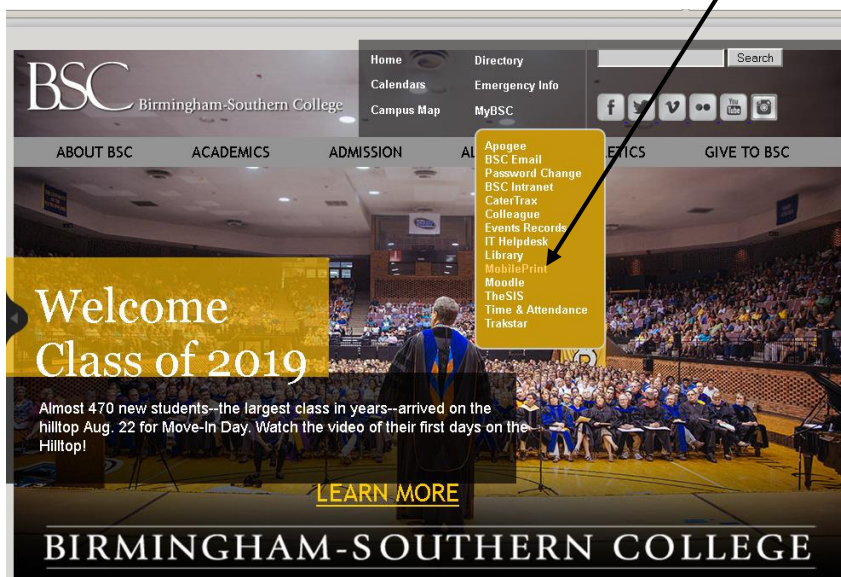 BSC Birmingham-Southern College
Home
Directory
Search
Calendars
Emergency Info
Campus Map
MyBSC
f
You
Tube
ABOUT BSC
ACADEMICS
ADMISSION
AL
ETICS
GIVE TO BSC
Apogee
BSC Email
Password Change
BSC Intranet
CaterTrax
Colleague
Events Records
IT Helpdesk
Library
MobilePrint
Moodle
TheSIS
Time & Attendance
Trakstar
Welcome
Class of 2019
Almost 470 new students--the largest class in years--arrived on the
hilltop Aug. 22 for Move-In Day. Watch the video of their first days on the
Hilltop!
LEARN MORE
BIRMINGHAM-SOUTHERN COLLEGE